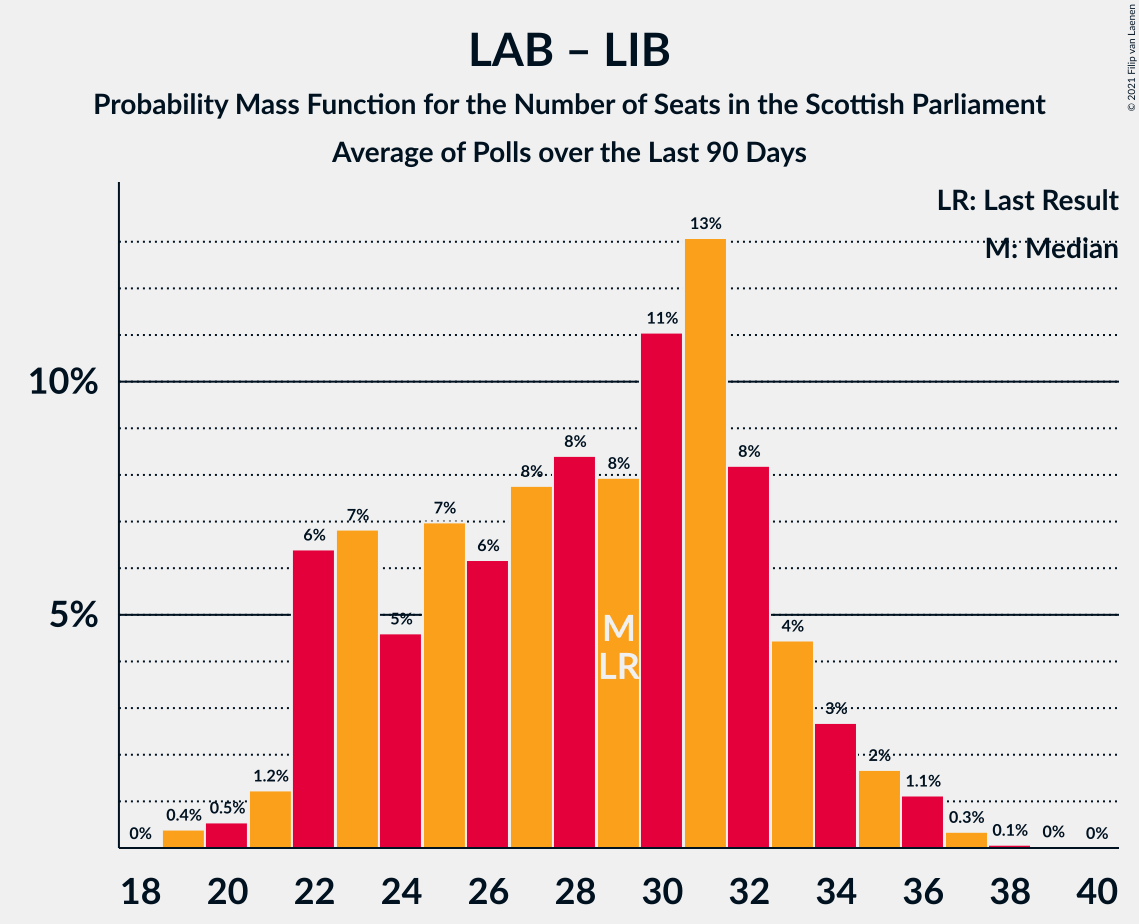 LAB – LIB
Probability Mass Function for the Number of Seats in the Scottish Parliament
Average of Polls over the Last 90 Days
© 2021 Filip van Laenen
LR: Last Result
M: Median
10%
5%
0%
0.4%
0.5%
1.2%
6%
7%
5%
7%
6%
8%
8%
8%
11%
13%
8%
4%
3%
2%
1.1%
0.3%
0.1%
0%
0%
M
LR
18 20 22 24 26 28 30 32 34 36 38 40